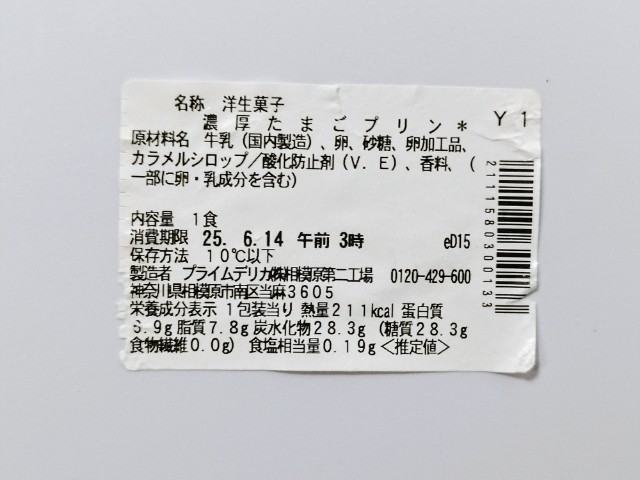 名称 洋生菓子
濃厚たまごプリン*
Y1
原材料名 牛乳(国内製造)、卵、砂糖、卵加工品、
カラメルシロップ/酸化防止剤(V.E)、香料、(
一部に卵・乳成分を含む)
内容量 1食
消費期限 25. 6.14 午前 3時 eD15
保存方法 10℃以下
製造者 プライムデリカ㈱相模原第二工場 0120-429-600
神奈川県相模原市南区当麻3605
栄養成分表示 1包装当り 熱量211kcal 蛋白質
6.9g 脂質7.8g 炭水化物28.3g (糖質28.3g
食物繊維0.0g) 食塩相当量0.19g<推定値>
2111580300133